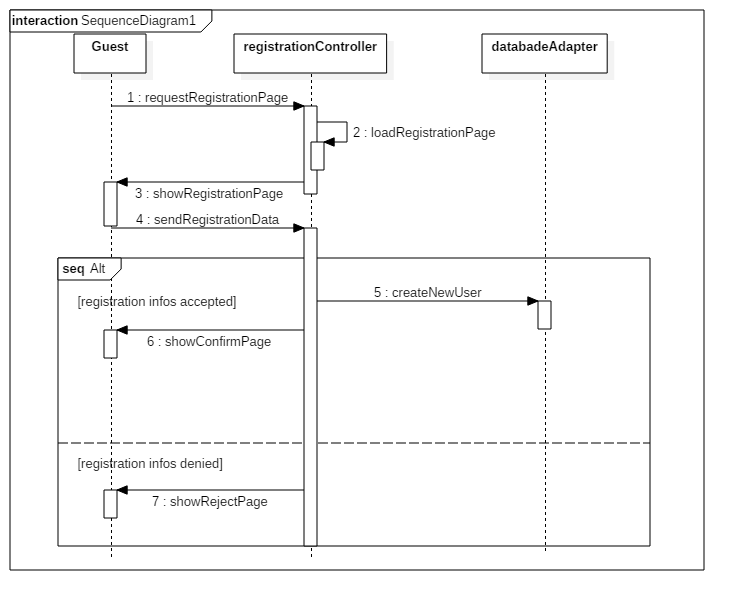 interaction SequenceDiagram1
Guest
registrationController
databadeAdapter
1 : requestRegistrationPage
2 : loadRegistrationPage
3 : showRegistrationPage
4 : sendRegistrationData
seq Alt
5 : createNewUser
[registration infos accepted]
6 : showConfirmPage
[registration infos denied]
7 : showRejectPage